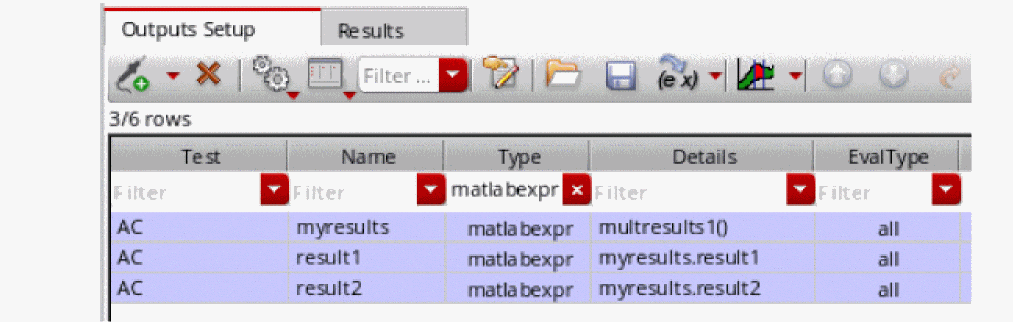 Outputs Setup Results
Filter ... (e x)
3/6 rows
Test Name Type Details EvalType
Filter Filter matlabexpr Filter Filter
AC myresults matlabexpr multresults1() all
AC result1 matlabexpr myresults.result1 all
AC result2 matlabexpr myresults.result2 all